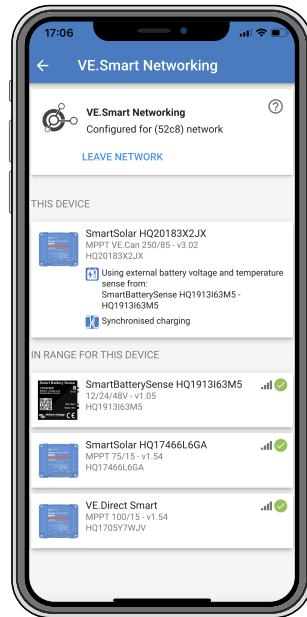 17:06
VE.Smart Networking
VE.Smart Networking
Configured for (52c8) network
LEAVE NETWORK
THIS DEVICE
SmartSolar HQ20183X2JX
MPPT VE.Can 250/85 - v3.02
HQ20183X2JX
Using external battery voltage and temperature
sense from:
SmartBatterySense HQ1913I63M5 -
HQ1913I63M5
Synchronised charging
IN RANGE FOR THIS DEVICE
Smart Battery Sense
SmartBatterySense HQ1913I63M5
12/24/48V - v1.05
HQ1913I63M5
SmartSolar HQ17466L6GA
MPPT 75/15 - v1.54
HQ17466L6GA
VE.Direct Smart
MPPT 100/15 - v1.54
HQ1705Y7WJV